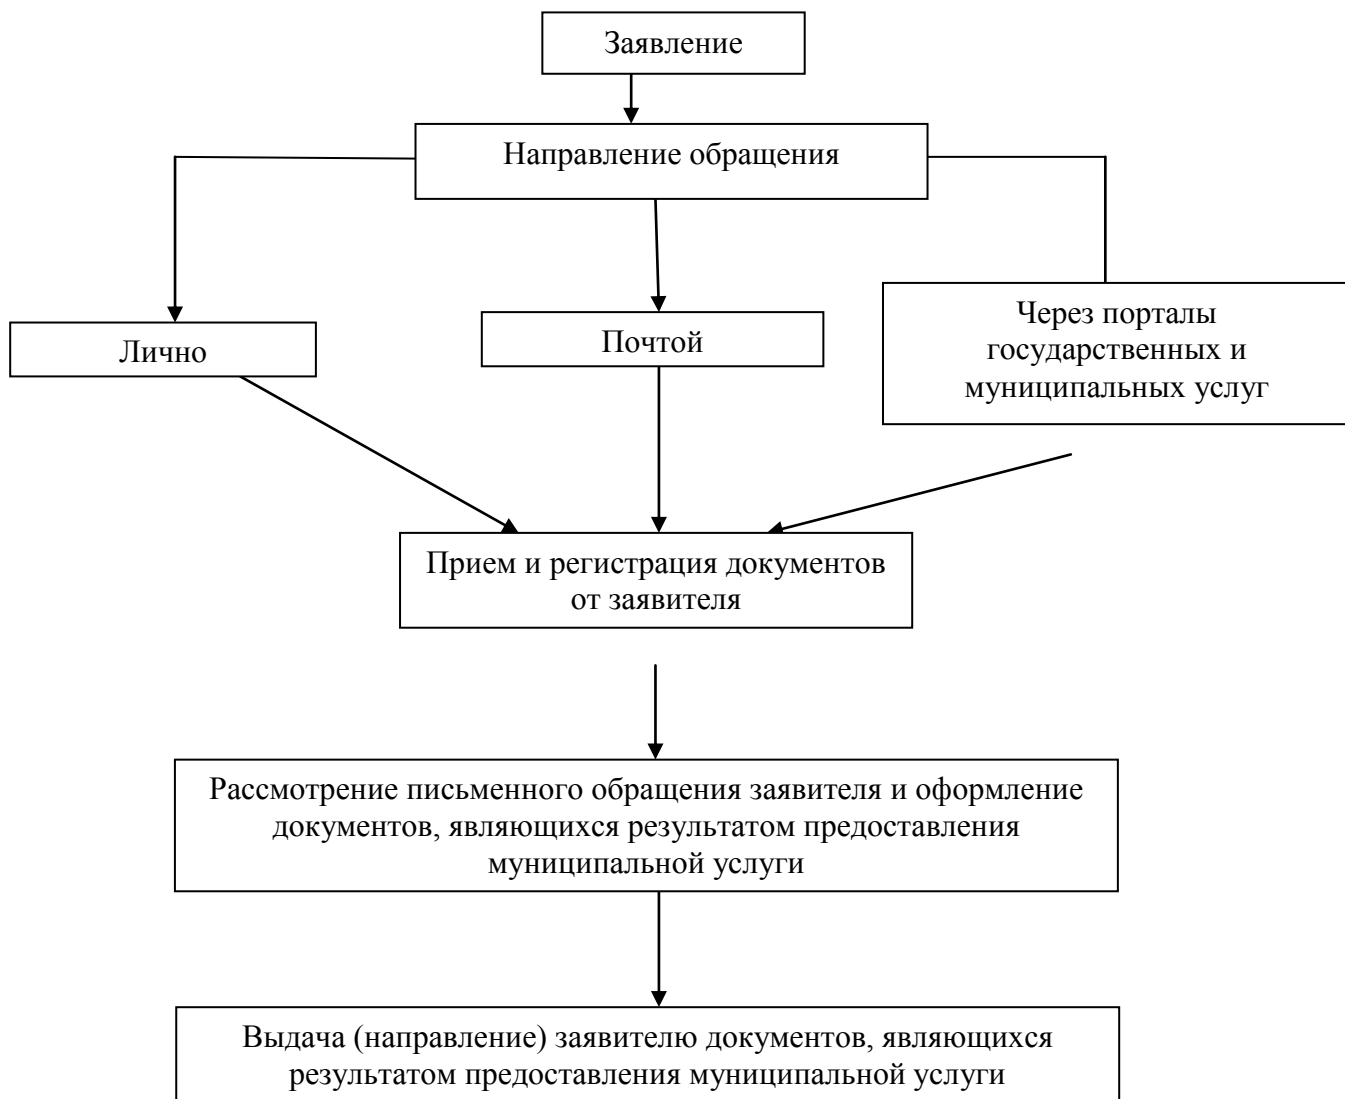 Заявление
Направление обращения
Лично
Почтой
Через порталы
государственных и
муниципальных услуг
Прием и регистрация документов
от заявителя
Рассмотрение письменного обращения заявителя и оформление
документов, являющихся результатом предоставления
муниципальной услуги
Выдача (направление) заявителю документов, являющихся
результатом предоставления муниципальной услуги